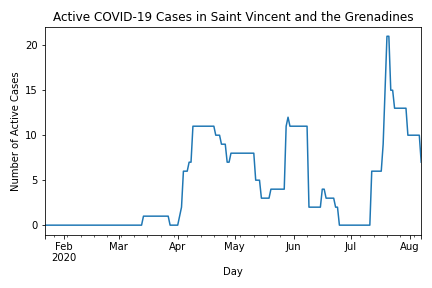 Active COVID-19 Cases in Saint Vincent and the Grenadines
Number of Active Cases
20
15
10
5
0
Feb Mar Apr May Jun Jul Aug
2020
Day